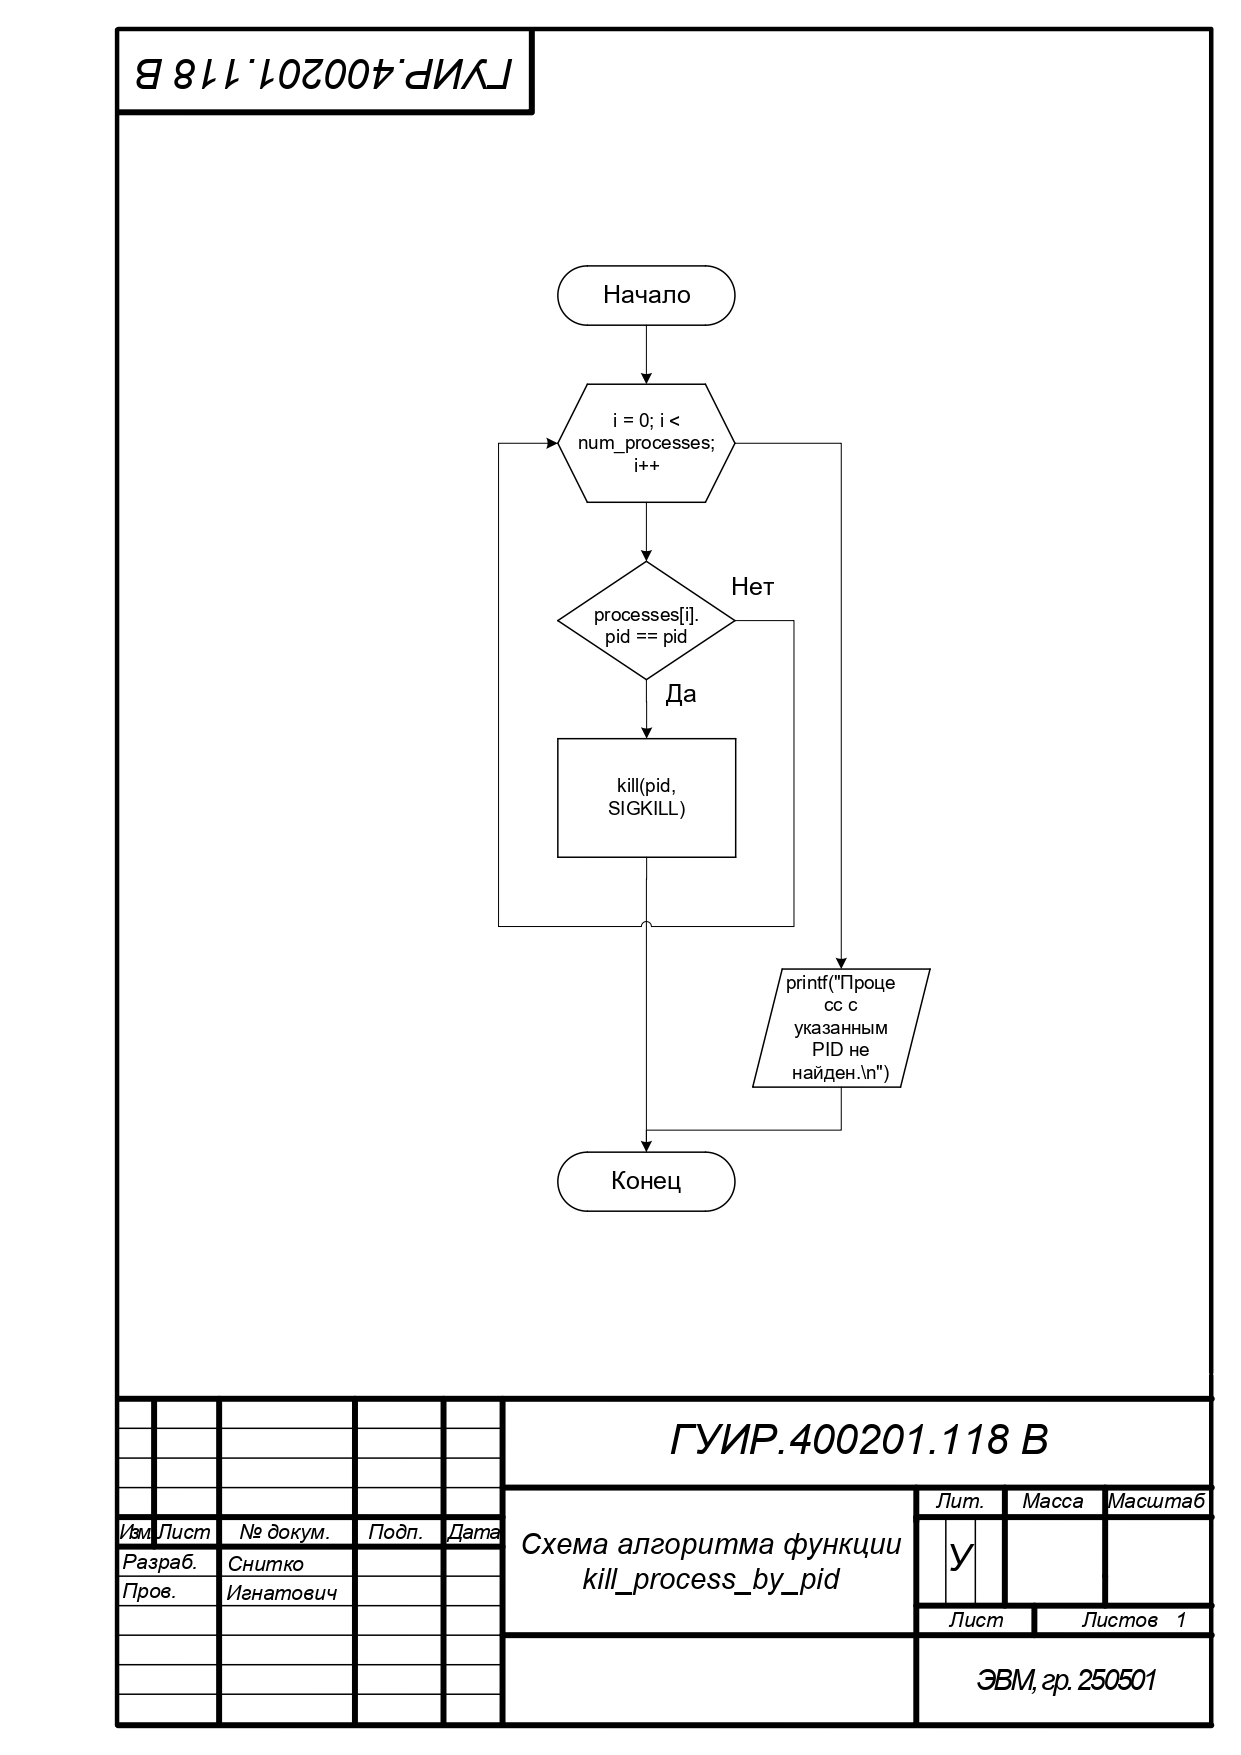 ГУИР.400201.118 В
Начало
i = 0; i <
num_processes;
i++
Нет
processes[i].
pid == pid
Да
kill(pid,
SIGKILL)
printf("Проце
сс с
указанным
PID не
найден.\n")
Конец
ГУИР.400201.118 В
Лит. Масса Масштаб
Изм. Лист № докум. Подп. Дата
Схема алгоритма функции
kill_process_by_pid
У
Разраб. Снитко
Пров. Игнатович
Лист Листов 1
ЭВМ, гр. 250501